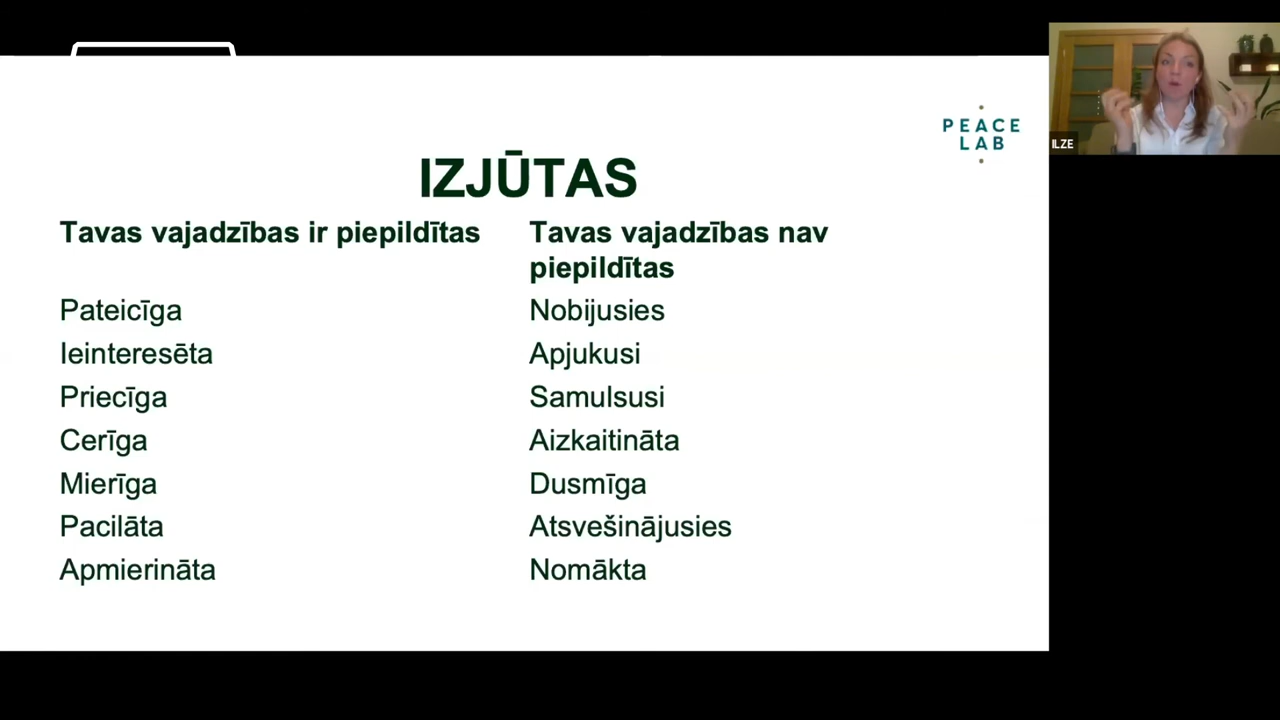 PEACE
LAB
ILZE
IZJŪTAS
Tavas vajadzības ir piepildītas
Pateicīga
Ieinteresēta
Priecīga
Cerīga
Mierīga
Pacilāta
Apmierināta
Tavas vajadzības nav
piepildītas
Nobijusies
Apjukusi
Samulsusi
Aizkaitināta
Dusmīga
Atsvešinājusies
Nomākta